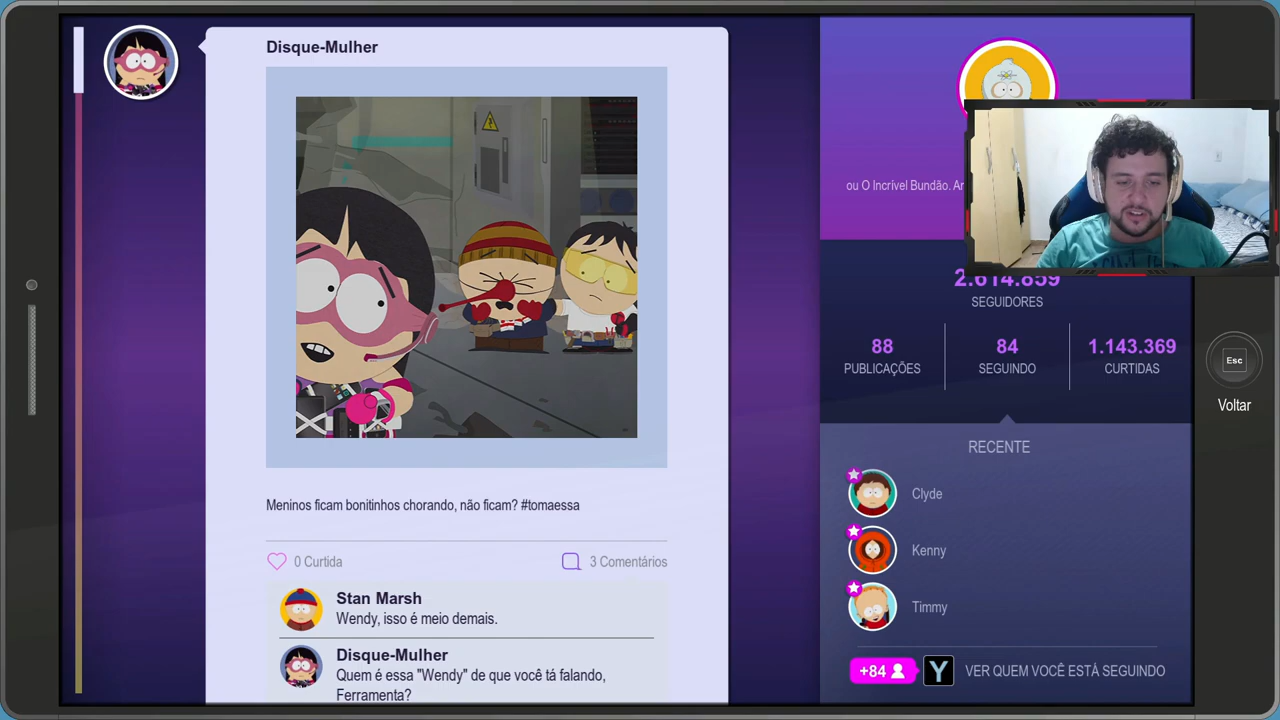 Disque-Mulher
Meninos ficam bonitinhos chorando, não ficam? #tomaessa
0 Curtida
3 Comentários
Stan Marsh
Wendy, isso é meio demais.
Disque-Mulher
Quem é essa "Wendy" de que você tá falando,
Ferramenta?
ou O Incrível Bundão.
2.614.859
SEGUIDORES
88
PUBLICAÇÕES
84
SEGUINDO
1.143.369
CURTIDAS
RECENTE
Clyde
Kenny
Timmy
+84
Y
VER QUEM VOCÊ ESTÁ SEGUINDO
Esc
Voltar